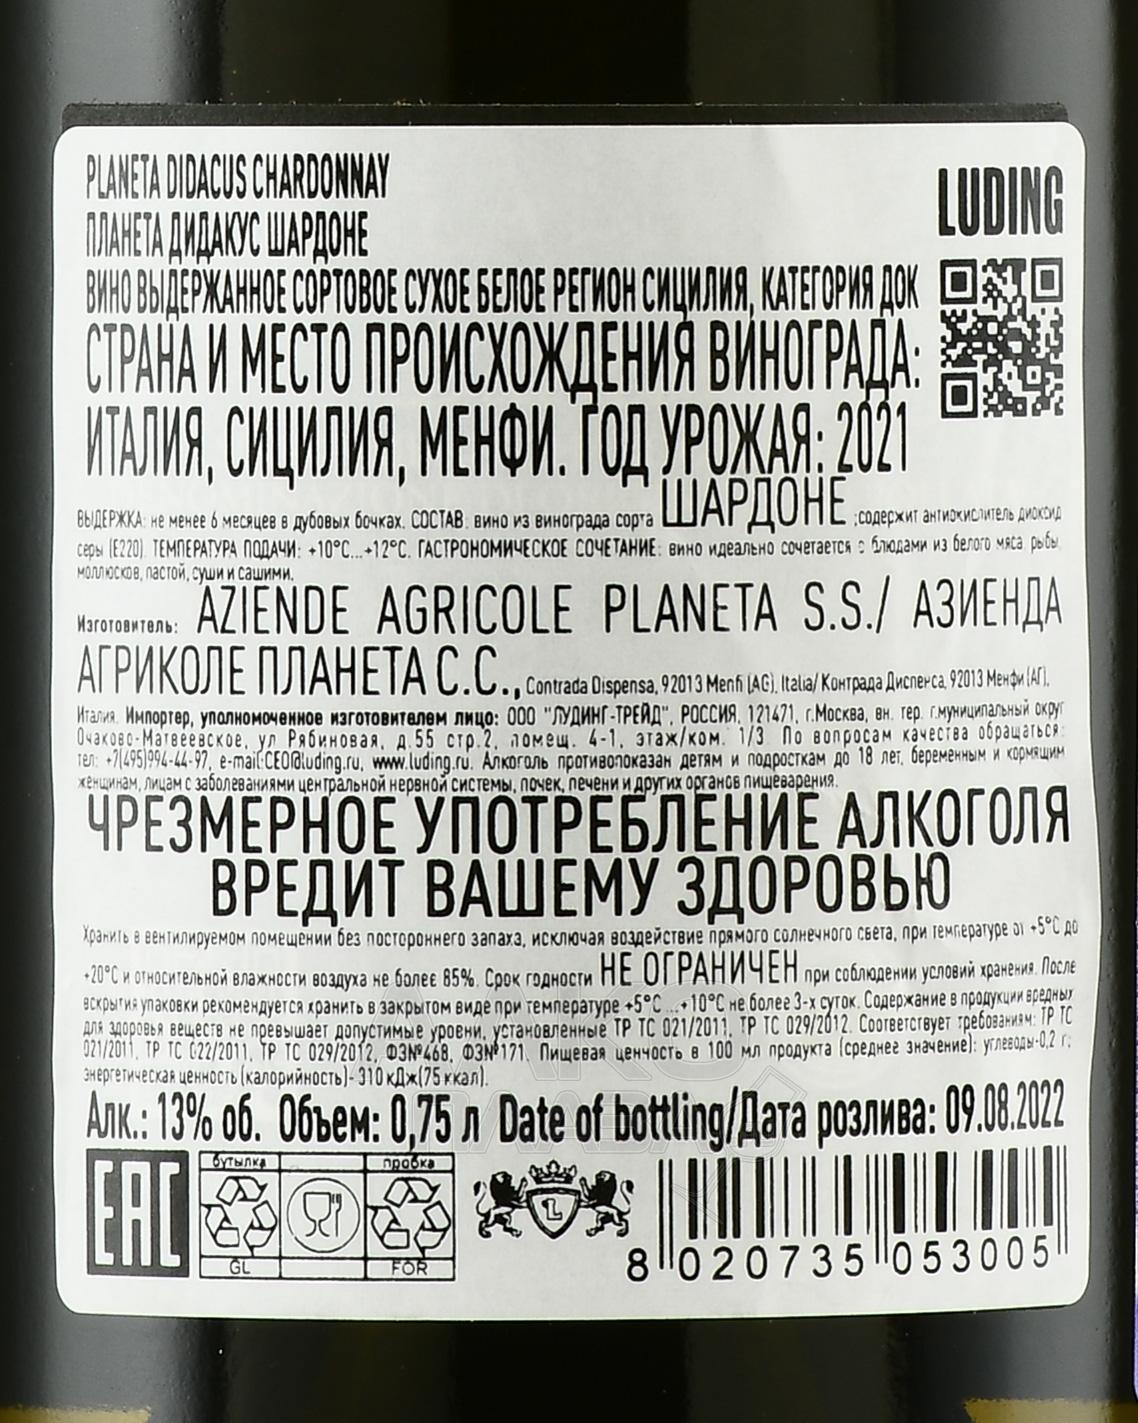 PLANETA DIDACUS CHARDONNAY
LUDING
ПЛАНЕТА ДИДАКУС ШАРДОНЕ
ВИНО ВЫДЕРЖАННОЕ СОРТОВОЕ СУХОЕ БЕЛОЕ РЕГИОН СИЦИЛИЯ, КАТЕГОРИЯ ДОК
СТРАНА И МЕСТО ПРОИСХОЖДЕНИЯ ВИНОГРАДА:
ИТАЛИЯ, СИЦИЛИЯ, МЕНФИ. ГОД УРОЖАЯ: 2021
ВЫДЕРЖКА: не менее 6 месяцев в дубовых бочках. СОСТАВ: вино из винограда сорта ШАРДОНЕ ;содержит антиокислитель диоксид
серы (Е220). ТЕМПЕРАТУРА ПОДАЧИ: +10°С...+12°С. ГАСТРОНОМИЧЕСКОЕ СОЧЕТАНИЕ: вино идеально сочетается с блюдами из белого мяса рыбы,
моллюсков, пастой, суши и сашими.
Изготовитель: AZIENDE AGRICOLE PLANETA S.S./ АЗИЕНДА
АГРИКОЛЕ ПЛАНЕТА С.С., Contrada Dispensa, 92013 Menfi (AG), Italia/ Контрада Диспенса, 92013 Менфи (АГ),
Италия. Импортер, уполномоченное изготовителем лицо: ООО "ЛУДИНГ-ТРЕЙД", РОССИЯ, 121471, г.Москва, вн. тер. г.муниципальный округ
Очаково-Матвеевское, ул Рябиновая, д.55 стр.2, помещ. 4-1, этаж/ком. 1/3 По вопросам качества обращаться:
тел: +7(495)994-44-97, e-mail:CEO@luding.ru, www.luding.ru. Алкоголь противопоказан детям и подросткам до 18 лет, беременным и кормящим
женщинам, лицам с заболеваниями центральной нервной системы, почек, печени и других органов пищеварения.
ЧРЕЗМЕРНОЕ УПОТРЕБЛЕНИЕ АЛКОГОЛЯ
ВРЕДИТ ВАШЕМУ ЗДОРОВЬЮ
Хранить в вентилируемом помещении без постороннего запаха, исключая воздействие прямого солнечного света, при температуре от +5°С до
+20°С и относительной влажности воздуха не более 85%. Срок годности НЕ ОГРАНИЧЕН при соблюдении условий хранения. После
вскрытия упаковки рекомендуется хранить в закрытом виде при температуре +5°С ...+10°С не более 3-х суток. Содержание в продукции вредных
для здоровья веществ не превышает допустимые уровни, установленные ТР ТС 021/2011, ТР ТС 029/2012. Соответствует требованиям: ТР ТС
021/2011, ТР ТС 022/2011, ТР ТС 029/2012, ФЗ№468, ФЗ№171. Пищевая ценность в 100 мл продукта (среднее значение): углеводы-0,2 г;
энергетическая ценность (калорийность)- 310 кДж(75 ккал).
Алк.: 13% об. Объем: 0,75 л Date of bottling/Дата розлива: 09.08.2022
EAC
бутылка пробка
GL FOR
L
8 020735 053005